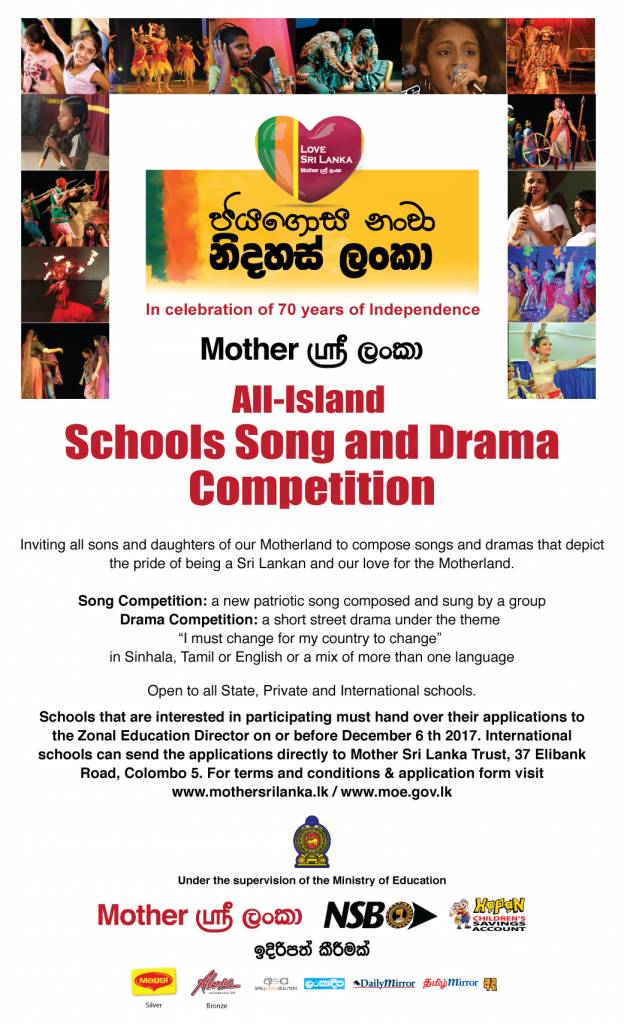 LOVE
SRI LANKA
Mother ශ්‍රී ලංකා
ජයගොස නංවා
නිදහස් ලංකා
In celebration of 70 years of Independence
Mother ශ්‍රී ලංකා
All-Island
Schools Song and Drama
Competition
Inviting all sons and daughters of our Motherland to compose songs and dramas that depict
the pride of being a Sri Lankan and our love for the Motherland.
Song Competition: a new patriotic song composed and sung by a group
Drama Competition: a short street drama under the theme
“I must change for my country to change”
in Sinhala, Tamil or English or a mix of more than one language
Open to all State, Private and International schools.
Schools that are interested in participating must hand over their applications to
the Zonal Education Director on or before December 6 th 2017. International
schools can send the applications directly to Mother Sri Lanka Trust, 37 Elibank
Road, Colombo 5. For terms and conditions & application form visit
www.mothersrilanka.lk / www.moe.gov.lk
Under the supervision of the Ministry of Education
Mother ශ්‍රී ලංකා NSB Hapan CHILDREN'S SAVINGS ACCOUNT
ඉදිරිපත් කිරීමක්
MAGGI ලංකාදීප DailyMirror தமிழ்Mirror අද
Silver Bronze